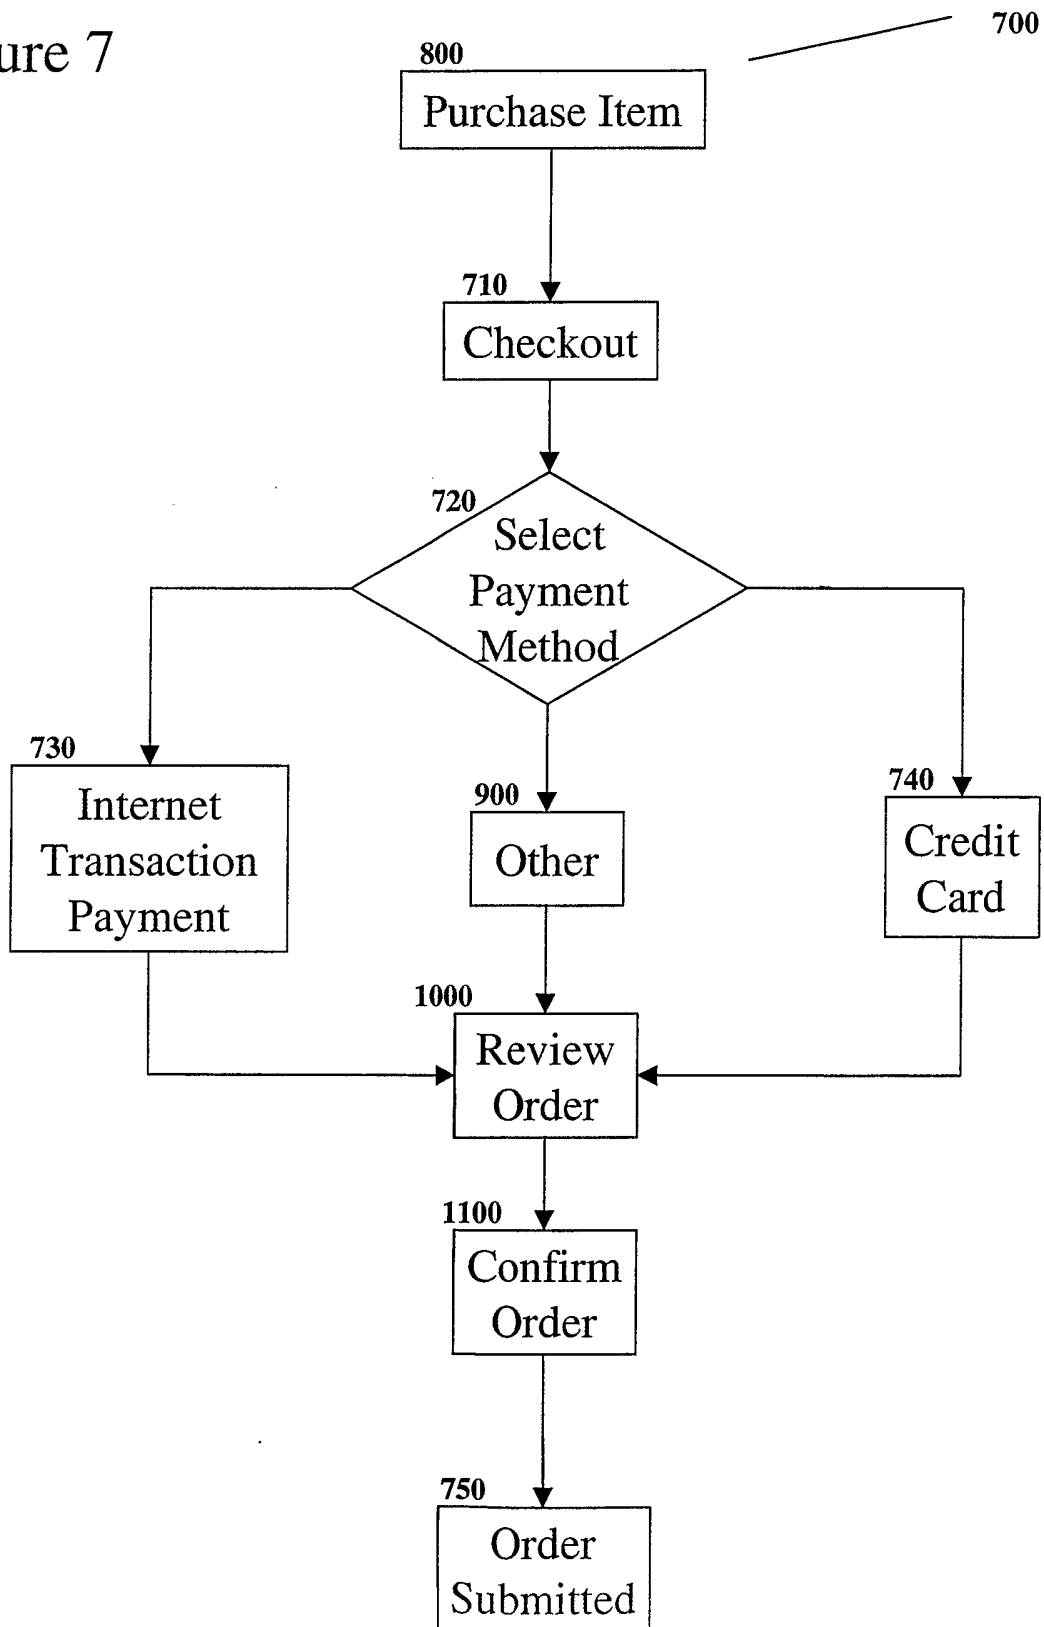 ure 7
700
800
Purchase Item
710
Checkout
720
Select
Payment
Method
730
Internet
Transaction
Payment
900
Other
740
Credit
Card
1000
Review
Order
1100
Confirm
Order
750
Order
Submitted